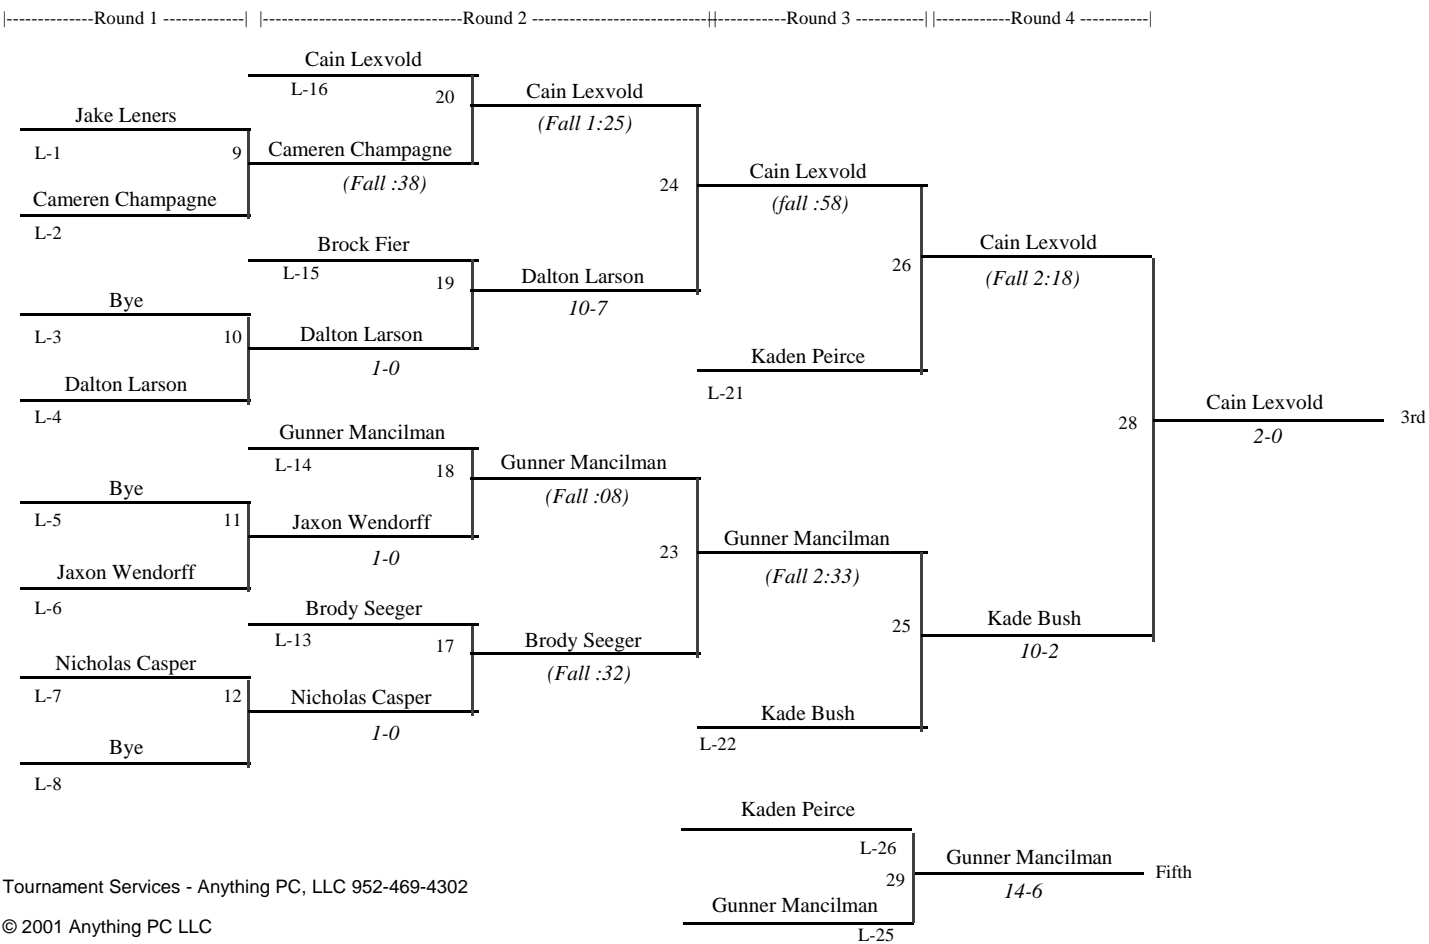 |-------------Round 1 ------------|
|-----------------------------Round 2 --------------------------|
|-----------Round 3 ----------|
|-----------Round 4 ----------|
Cain Lexvold
L-16
20
Cain Lexvold
(Fall 1:25)
Jake Leners
L-1
9
Cameren Champagne
(Fall :38)
24
Cain Lexvold
(fall :58)
Cameren Champagne
L-2
Brock Fier
L-15
19
Dalton Larson
10-7
26
Cain Lexvold
(Fall 2:18)
Bye
L-3
10
Dalton Larson
1-0
Kaden Peirce
L-21
Dalton Larson
L-4
28
Cain Lexvold
2-0
3rd
Gunner Mancilman
L-14
18
Gunner Mancilman
(Fall :08)
Bye
L-5
11
Jaxon Wendorff
1-0
23
Gunner Mancilman
(Fall 2:33)
Jaxon Wendorff
L-6
Brody Seeger
L-13
17
Brody Seeger
(Fall :32)
25
Kade Bush
10-2
Nicholas Casper
L-7
12
Nicholas Casper
1-0
Kade Bush
L-22
Bye
L-8
Kaden Peirce
L-26
29
Gunner Mancilman
14-6
Fifth
Gunner Mancilman
L-25
Tournament Services - Anything PC, LLC 952-469-4302
© 2001 Anything PC LLC